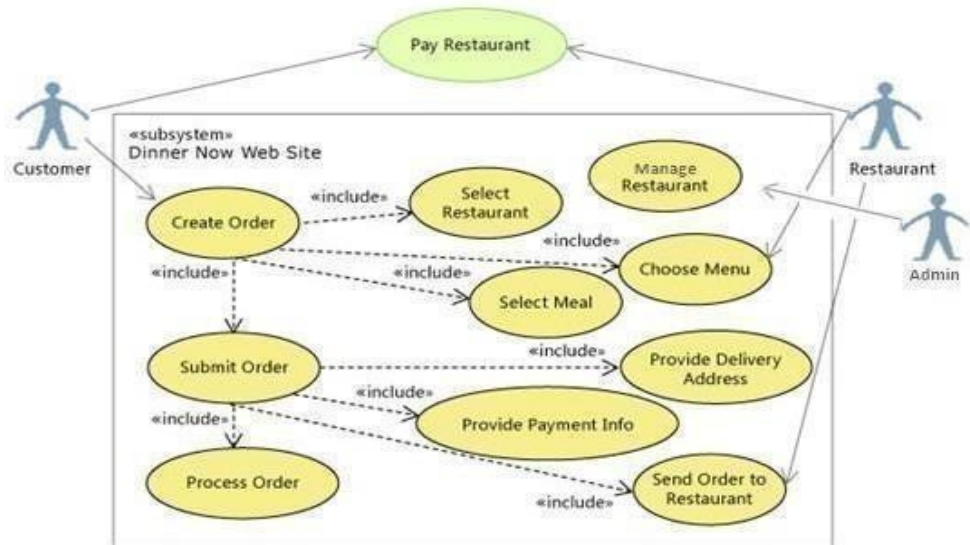 Pay Restaurant
«subsystem»
Dinner Now Web Site
Customer
Restaurant
Manage
Restaurant
Select
Restaurant
«include»
Create Order
Admin
«include»
Choose Menu
«include»
«include»
Select Meal
«include»
Provide Delivery
Address
Submit Order
«include»
Provide Payment Info
«include»
Process Order
Send Order to
Restaurant
«include»